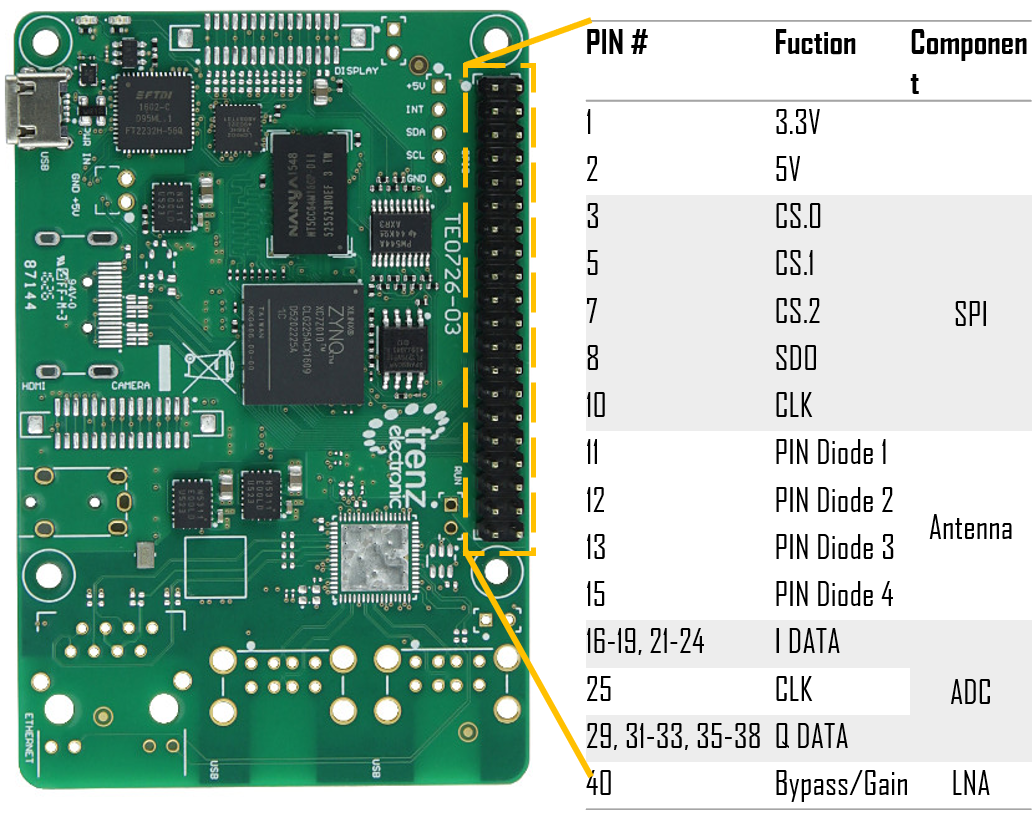 DISPLAY
+5V
INT
SDA
SCL
GND
FTDI
1602-C
FT2232H-56Q
USB
PWR IN
GND +5V
TE0726-03
94V-0
87144
ZYNQ
TAIWAN
HDMI
CAMERA
trenz
electronic
RUN
ETHERNET
USB
USB
PIN # Fuction Componen
t
1 3.3V
2 5V
3 CS.0
5 CS.1
7 CS.2 SPI
8 SDO
10 CLK
11 PIN Diode 1
12 PIN Diode 2
Antenna
13 PIN Diode 3
15 PIN Diode 4
16-19, 21-24 I DATA
25 CLK ADC
29, 31-33, 35-38 Q DATA
40 Bypass/Gain LNA